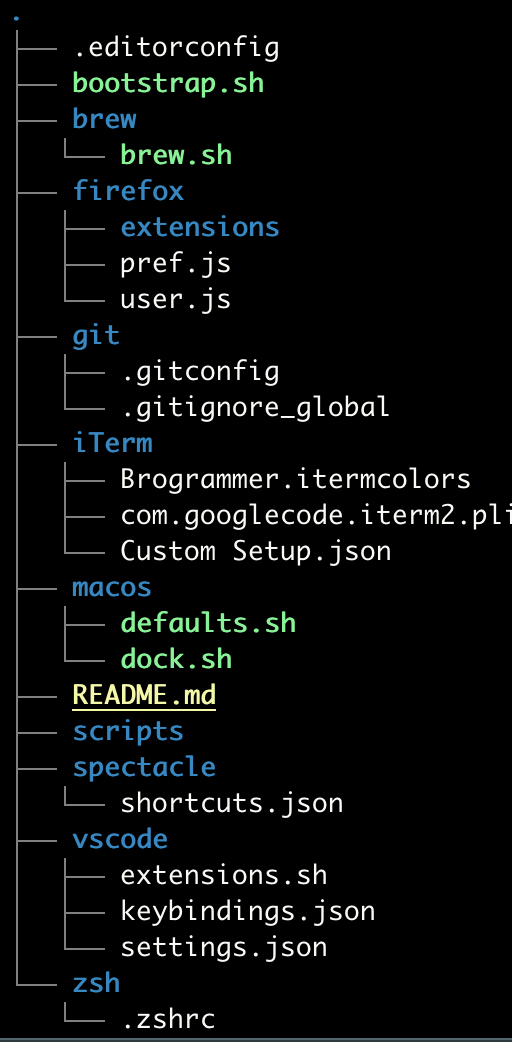 .
.editorconfig
bootstrap.sh
brew
brew.sh
firefox
extensions
pref.js
user.js
git
.gitconfig
.gitignore_global
iTerm
Brogrammer.itermcolors
com.googlecode.iterm2.pli
Custom Setup.json
macos
defaults.sh
dock.sh
README.md
scripts
spectacle
shortcuts.json
vscode
extensions.sh
keybindings.json
settings.json
zsh
.zshrc